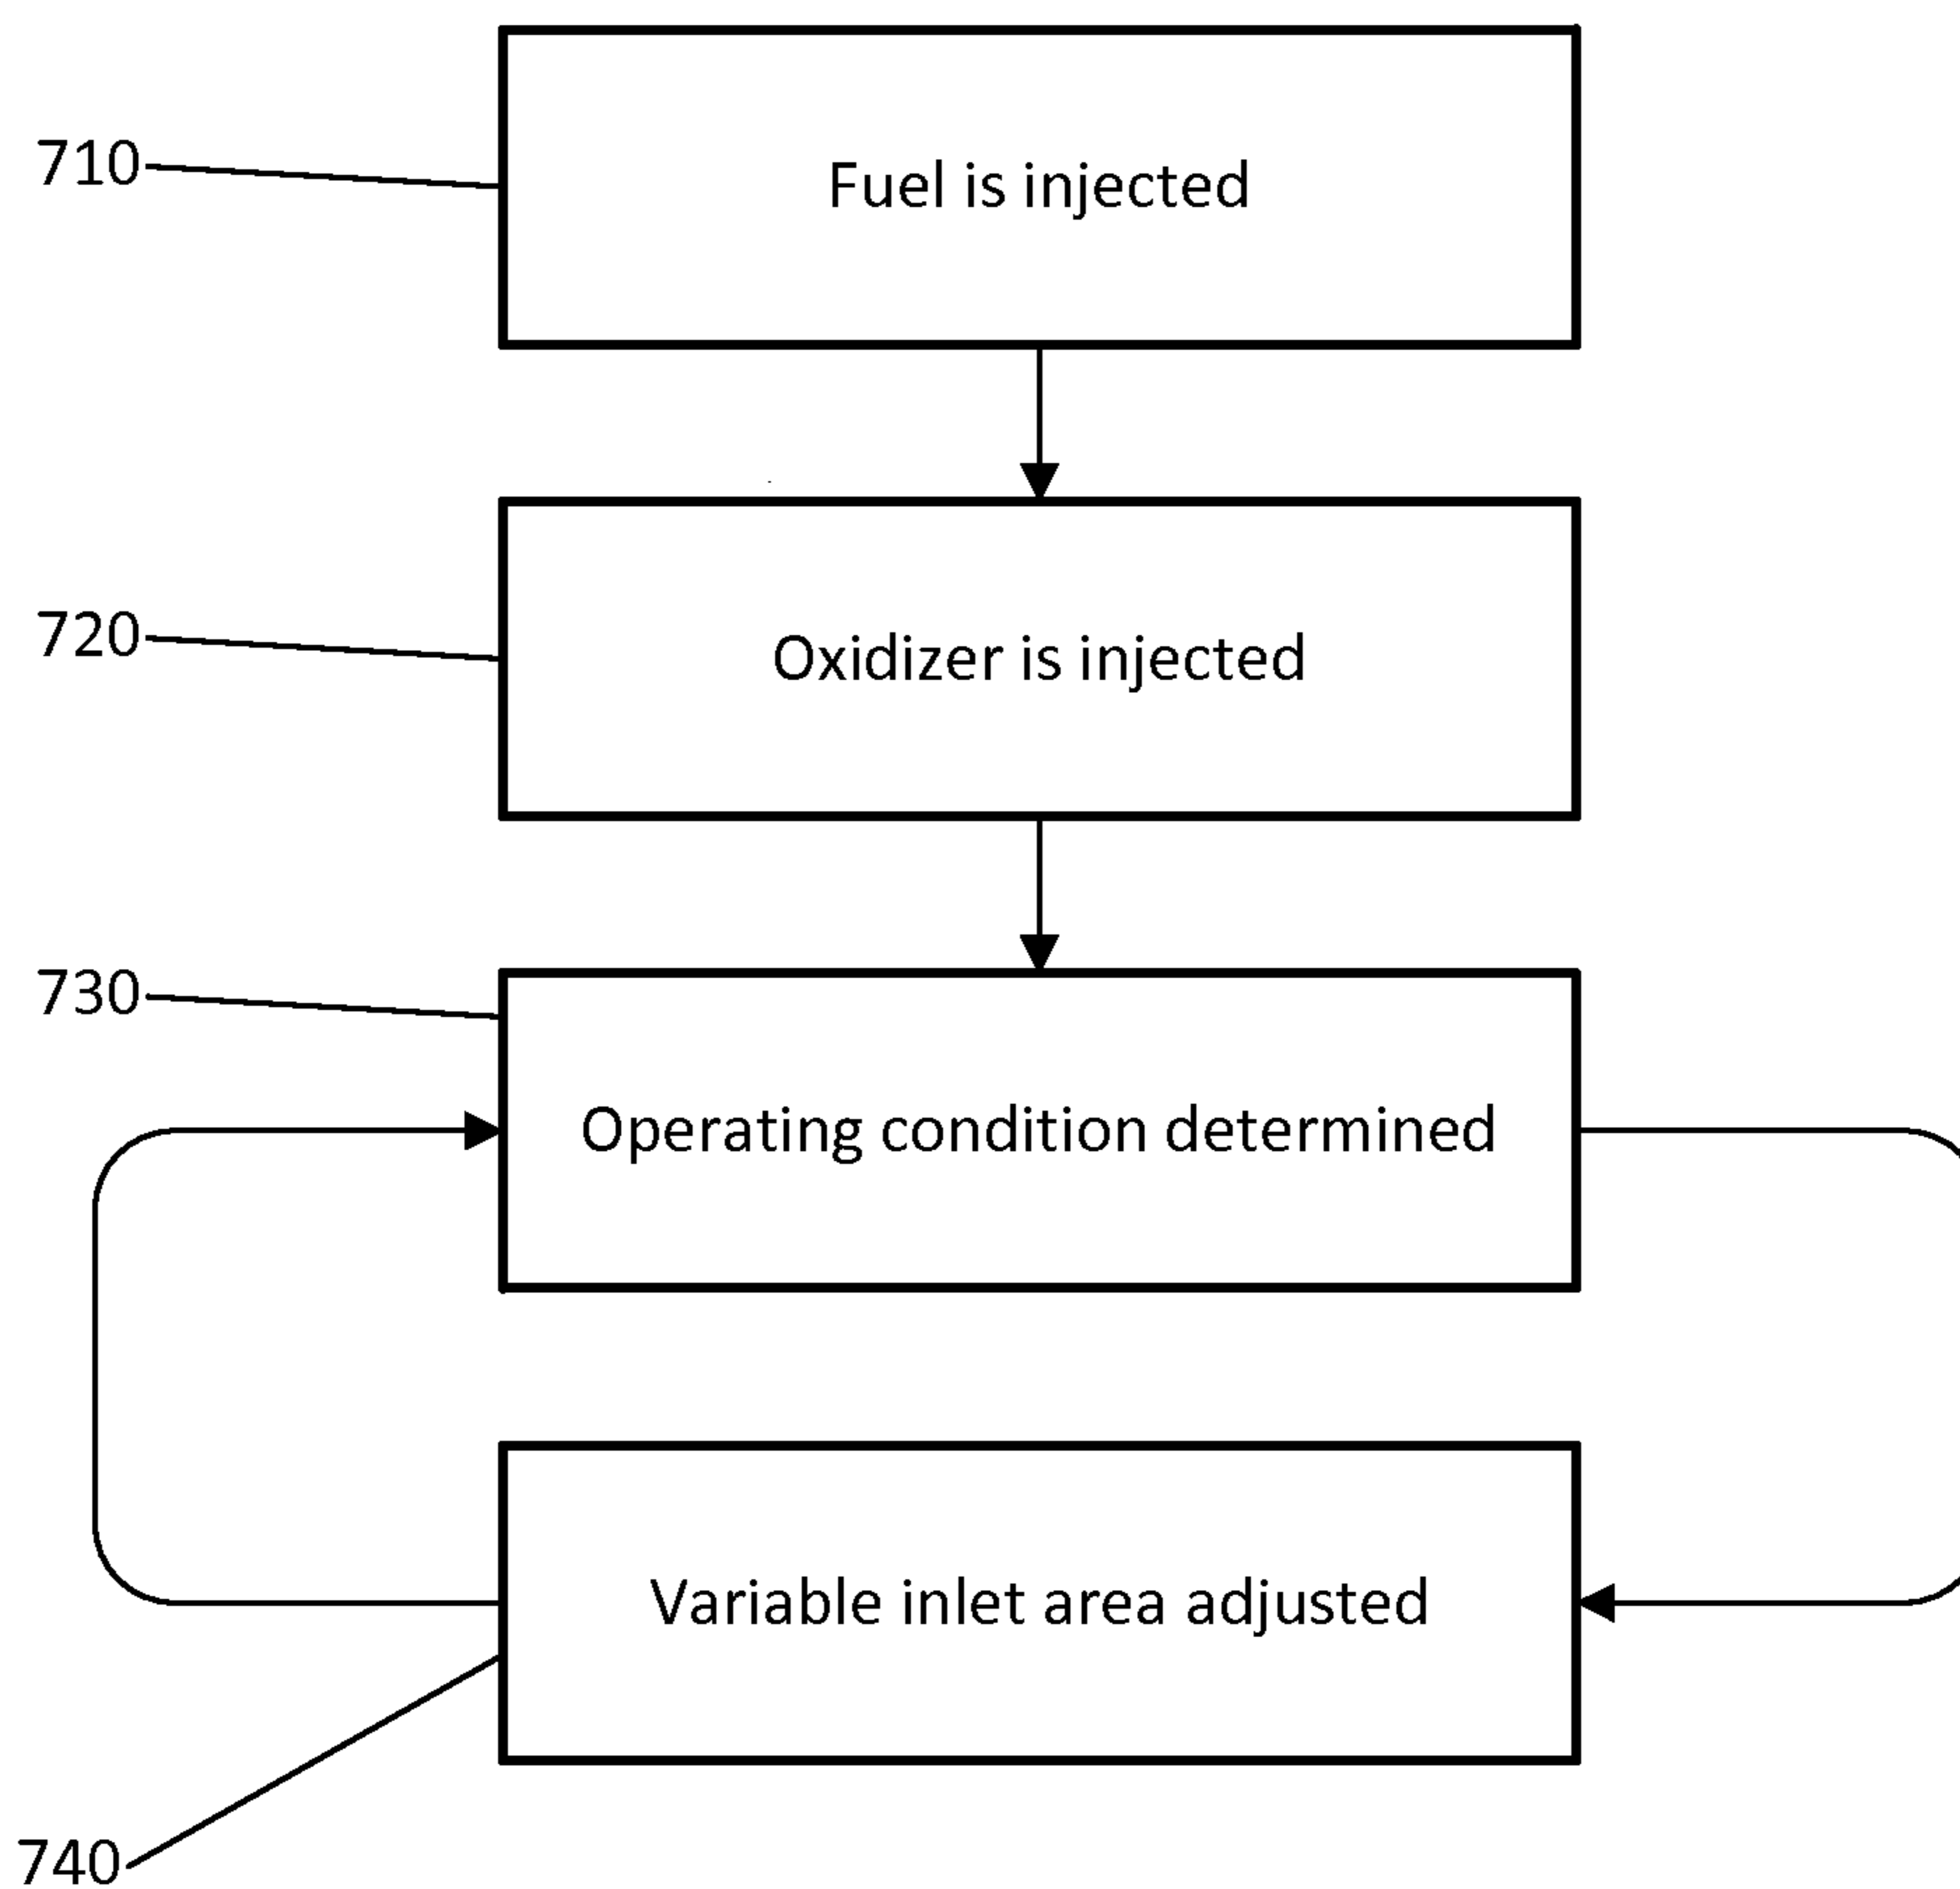 710
Fuel is injected
720
Oxidizer is injected
730
Operating condition determined
Variable inlet area adjusted
740